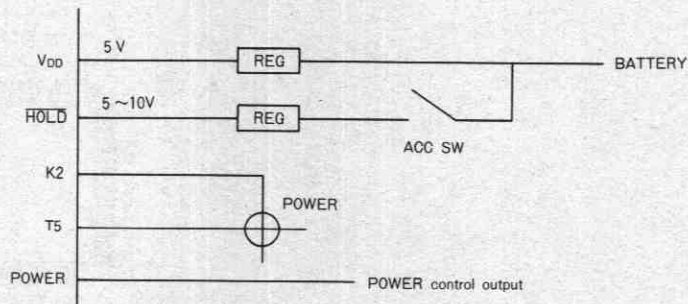 VDD 5 V REG BATTERY
HOLD 5 ~10V REG
ACC SW
K2
POWER
T5
POWER POWER control output